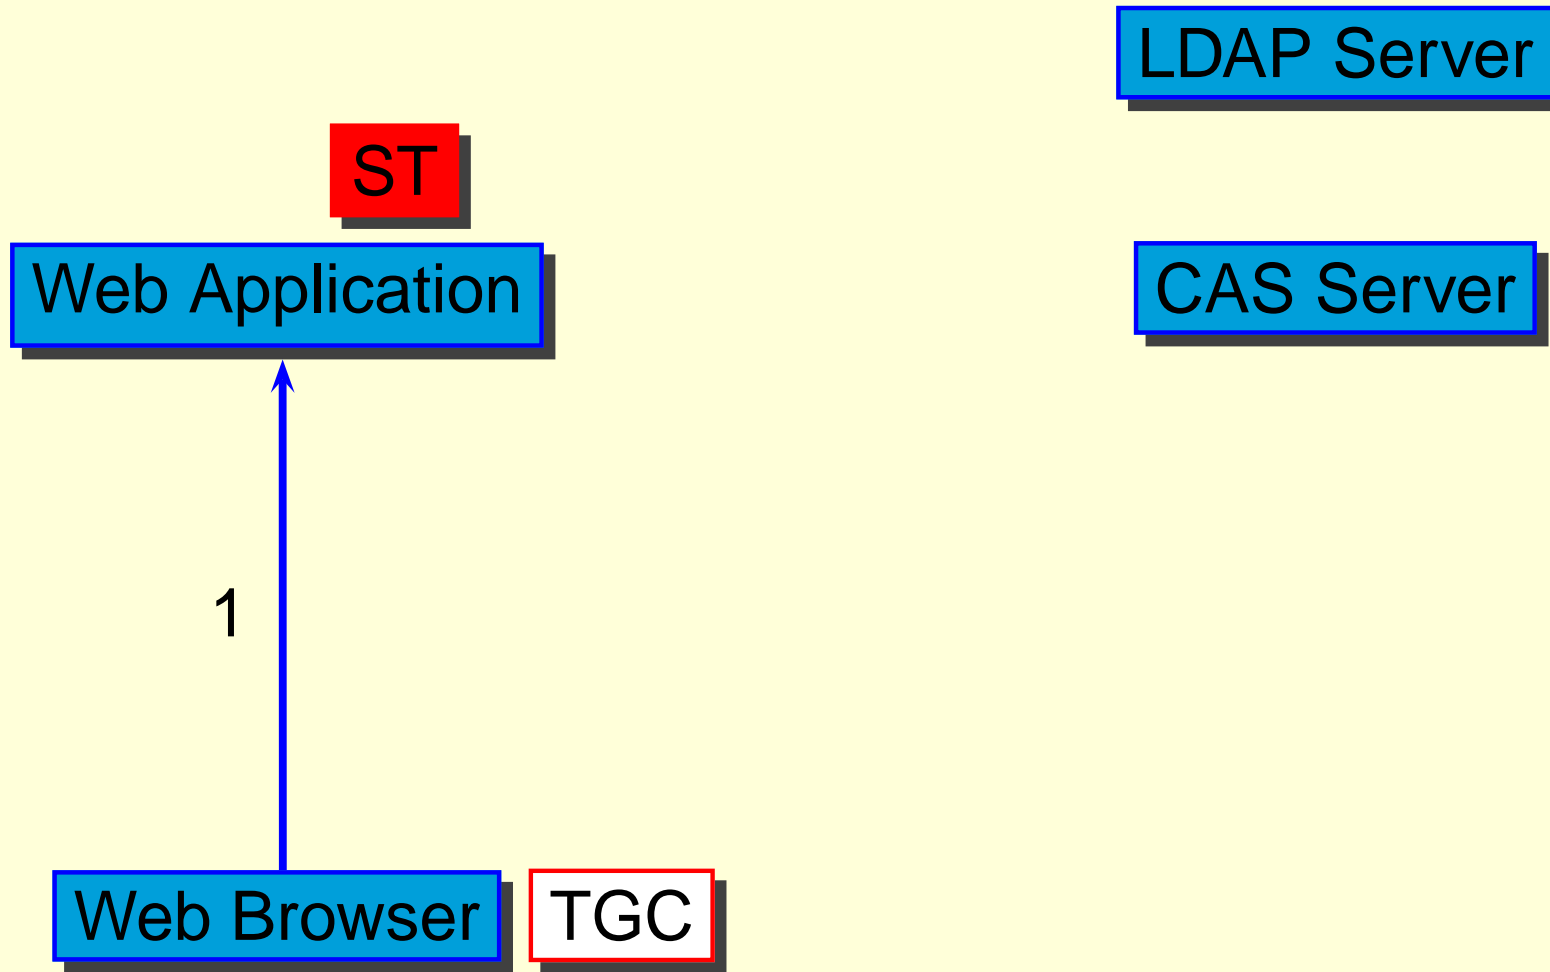 LDAP Server
ST
Web Application
CAS Server
1
Web Browser
TGC